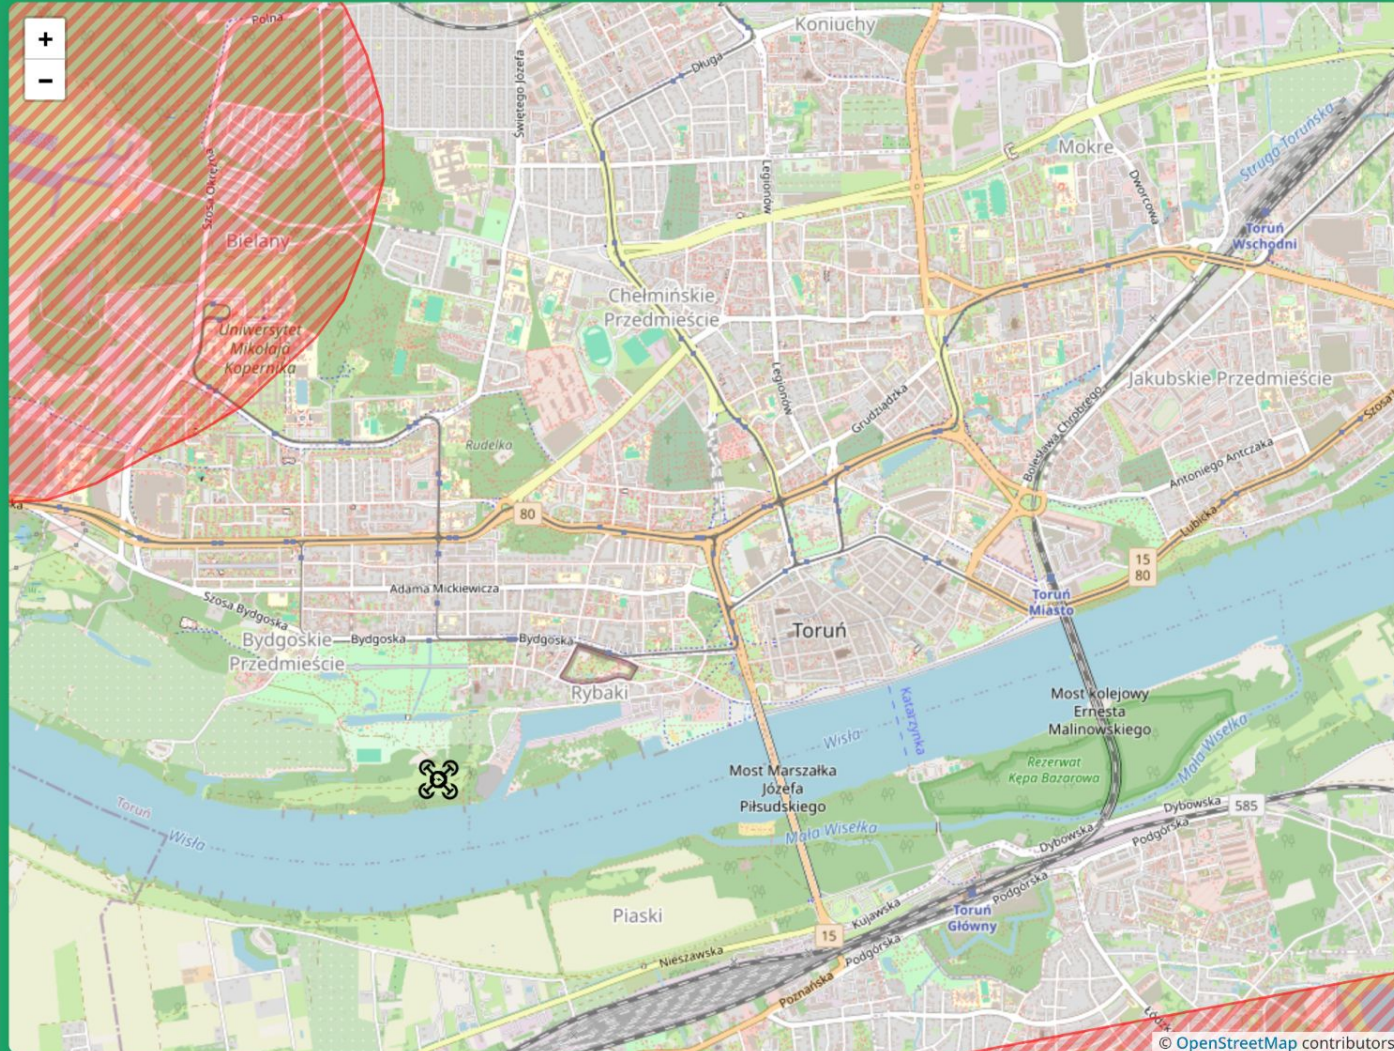 +
−
Polna
Koniuchy
Długa
Świętego Józefa
Struga Toruńska
Mokre
Szosa Okrężna
Legionów
Dworcowa
Toruń
Wschodni
Bielany
Chełmińskie
Przedmieście
Uniwersytet
Mikołaja
Kopernika
Legionów
Jakubskie Przedmieście
Grudziądzka
Bolesława Chrobrego
Szosa
Rudelka
Antoniego Antczaka
80
Lubicka
15
80
Adama Mickiewicza
Toruń
Miasto
Szosa Bydgoska
Bydgoskie
Przedmieście
Bydgoska
Bydgoska
Toruń
Rybaki
Katarzynka
Most kolejowy
Ernesta
Malinowskiego
Wisła
Mała Wisełka
Rezerwat
Kępa Bazarowa
Most Marszałka
Józefa
Piłsudskiego
Toruń
Wisła
Mała Wisełka
Dybowska
585
Dybowska
Podgórska
Podgórska
Piaski
Kujawska
Toruń
Główny
15
Nieszawska
Podgórska
Poznańska
© OpenStreetMap contributors